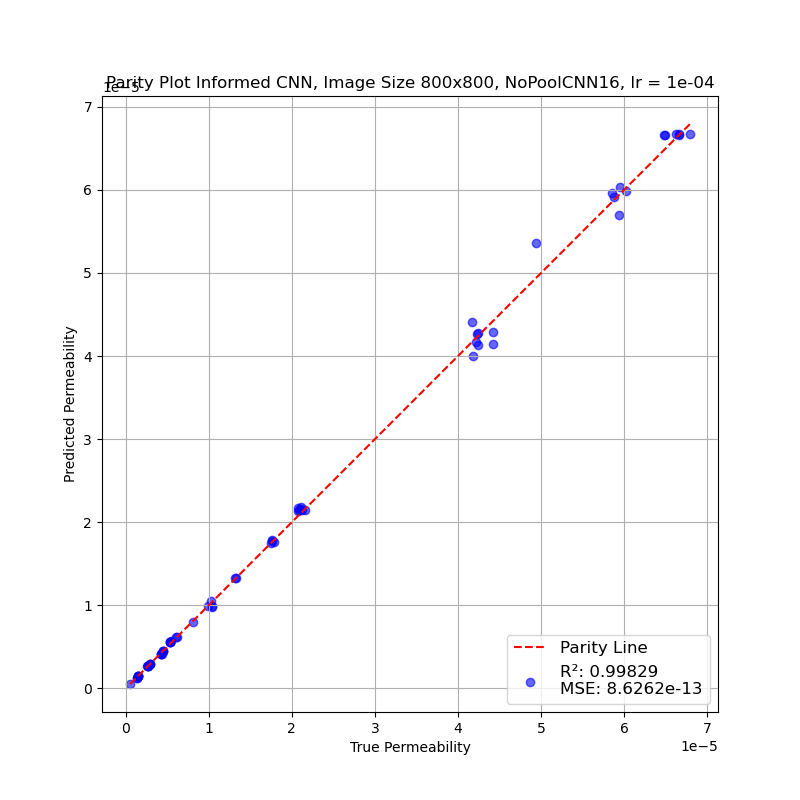 Parity Plot Informed CNN, Image Size 800x800, NoPoolCNN16, lr = 1e-04
1e−5
7
6
5
4
3
2
1
0
Predicted Permeability
Parity Line
R²: 0.99829
MSE: 8.6262e-13
0 1 2 3 4 5 6 7
1e−5
True Permeability